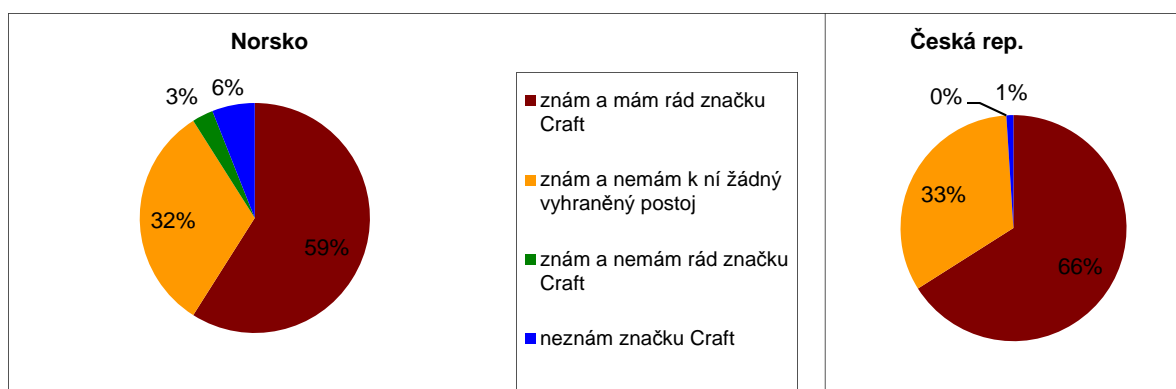 Norsko
3%
6%
32%
59%
znám a mám rád značku
Craft
znám a nemám k ní žádný
vyhraněný postoj
znám a nemám rád značku
Craft
neznám značku Craft
Česká rep.
0%
1%
33%
66%